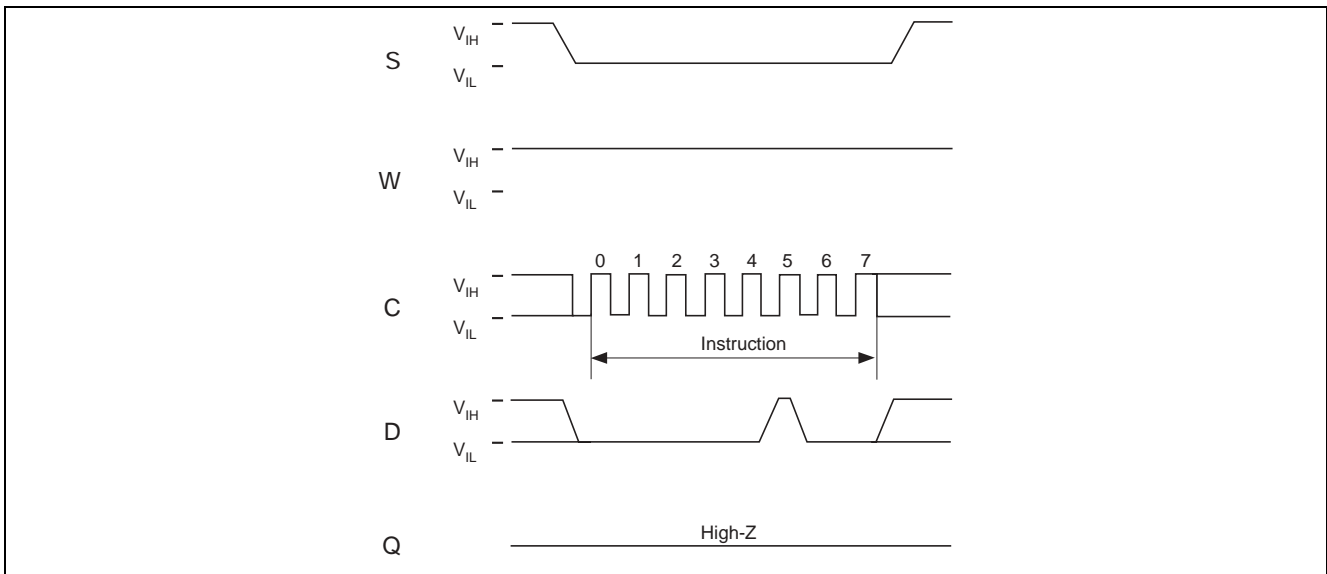 S
V_IH
V_IL
W
V_IH
V_IL
C
V_IH
V_IL
0 1 2 3 4 5 6 7
Instruction
D
V_IH
V_IL
Q
High-Z